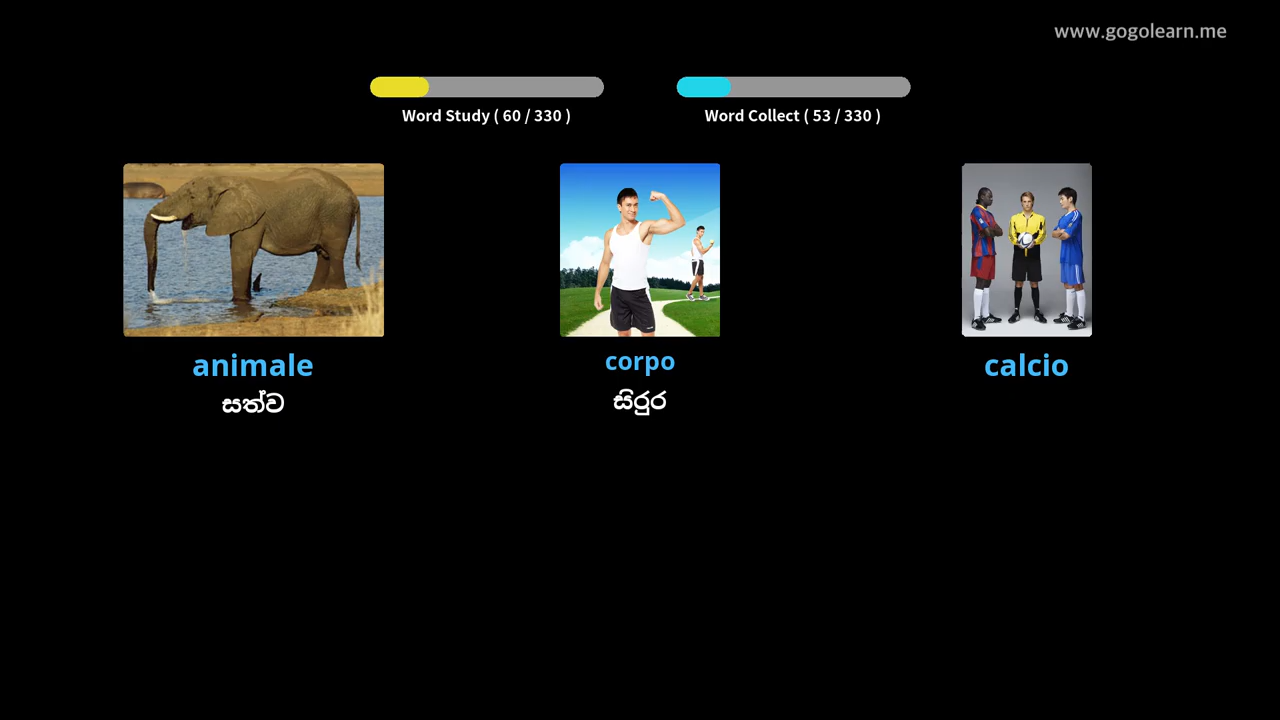 www.gogolearn.me
Word Study ( 60 / 330 )
Word Collect ( 53 / 330 )
animale
සත්ව
corpo
සිරුර
calcio